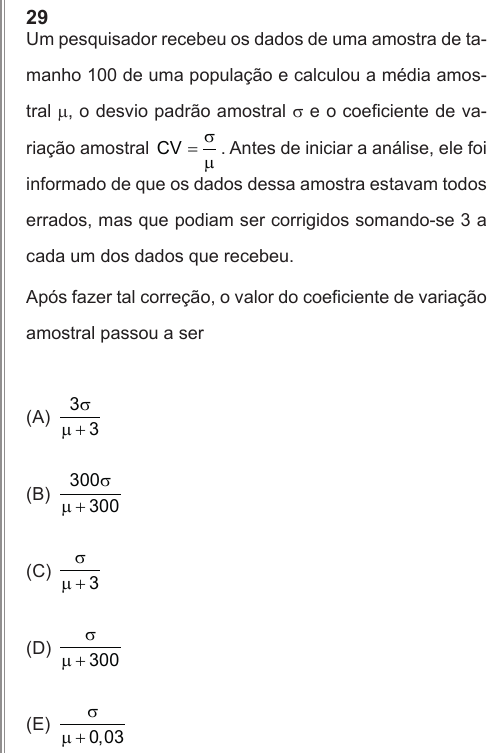 29
Um pesquisador recebeu os dados de uma amostra de ta-
manho 100 de uma população e calculou a média amos-
tral μ, o desvio padrão amostral σ e o coeficiente de va-
riação amostral CV = σ/μ . Antes de iniciar a análise, ele foi
informado de que os dados dessa amostra estavam todos
errados, mas que podiam ser corrigidos somando-se 3 a
cada um dos dados que recebeu.
Após fazer tal correção, o valor do coeficiente de variação
amostral passou a ser
(A) 3σ/(μ + 3)
(B) 300σ/(μ + 300)
(C) σ/(μ + 3)
(D) σ/(μ + 300)
(E) σ/(μ + 0,03)